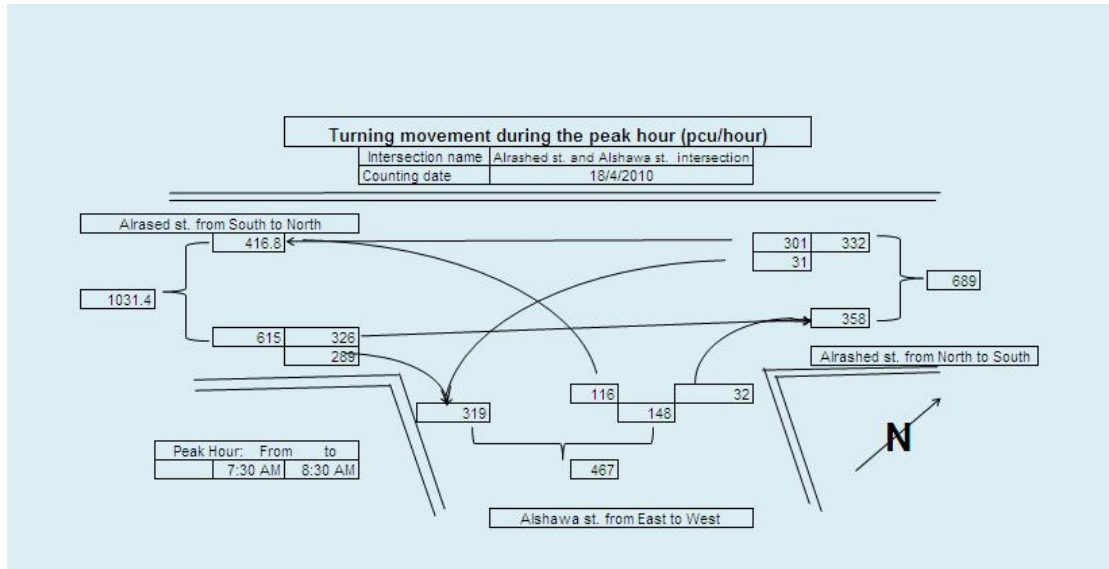 Turning movement during the peak hour (pcu/hour)
Intersection name Alrashed st. and Alshawa st. intersection
Counting date 18/4/2010
Alrased st. from South to North
416.8 301 332
31
689
1031.4
358
615 326
289
Alrashed st. from North to South
116 32
319 148
N
Peak Hour: From to
7:30 AM 8:30 AM
467
Alshawa st. from East to West